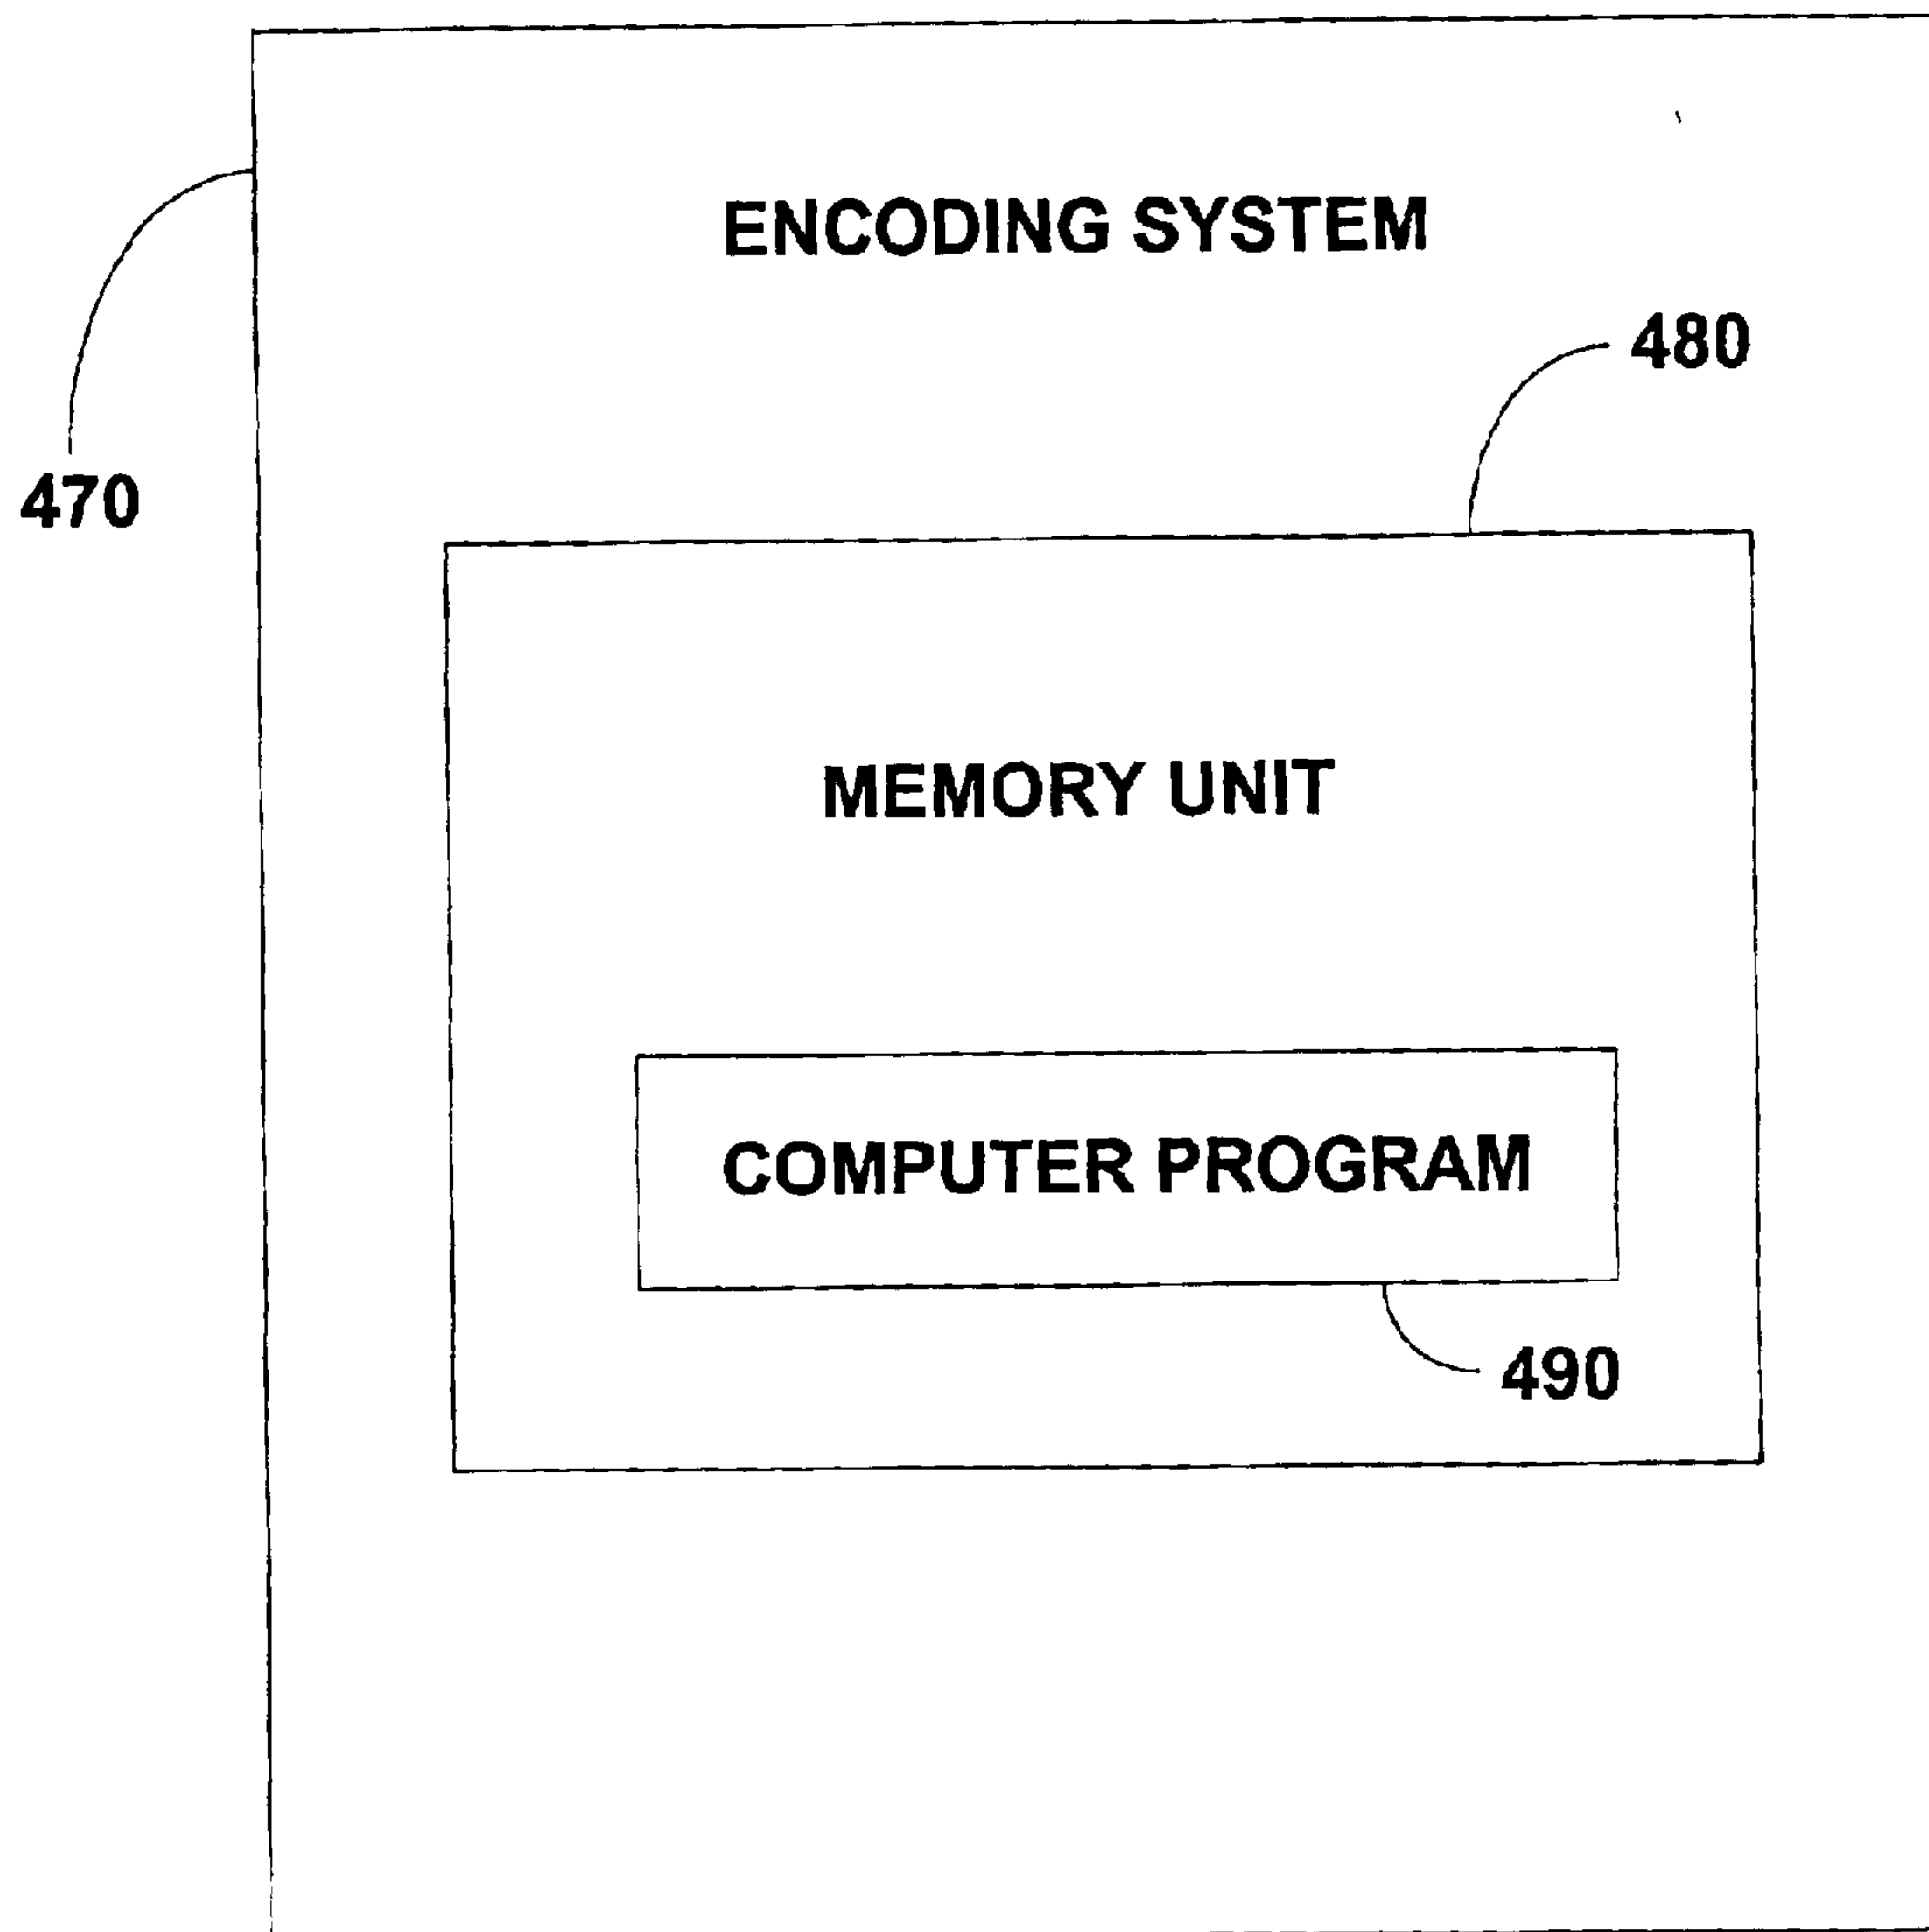 ENCODING SYSTEM
480
470
MEMORY UNIT
COMPUTER PROGRAM
490